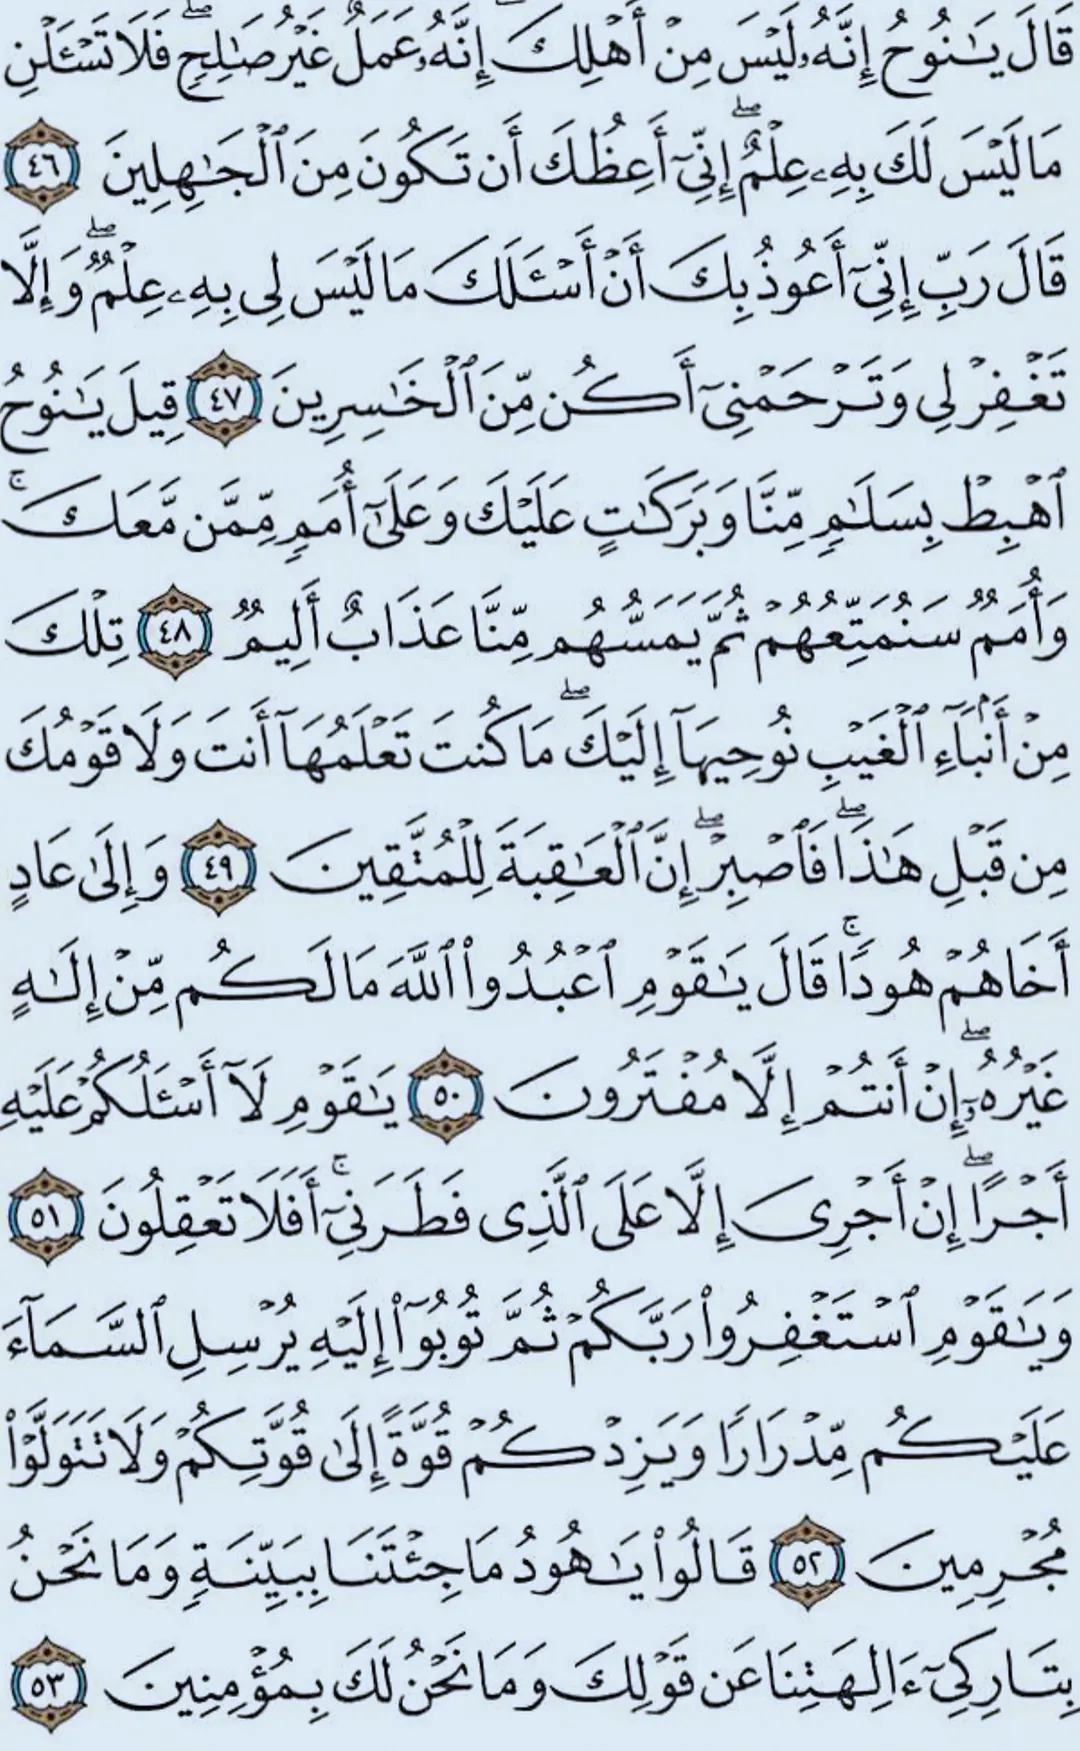 قَالَ يَٰنُوحُ إِنَّهُۥ لَيْسَ مِنْ أَهْلِكَ ۖ إِنَّهُۥ عَمَلٌ غَيْرُ صَٰلِحٍ ۖ فَلَا تَسْـَٔلْنِ
مَا لَيْسَ لَكَ بِهِۦ عِلْمٌ ۖ إِنِّىٓ أَعِظُكَ أَن تَكُونَ مِنَ ٱلْجَٰهِلِينَ ٤٦
قَالَ رَبِّ إِنِّىٓ أَعُوذُ بِكَ أَنْ أَسْـَٔلَكَ مَا لَيْسَ لِى بِهِۦ عِلْمٌ ۖ وَإِلَّا
تَغْفِرْ لِى وَتَرْحَمْنِىٓ أَكُن مِّنَ ٱلْخَٰسِرِينَ ٤٧ قِيلَ يَٰنُوحُ
ٱهْبِطْ بِسَلَٰمٍ مِّنَّا وَبَرَكَٰتٍ عَلَيْكَ وَعَلَىٰٓ أُمَمٍ مِّمَّن مَّعَكَ ۚ
وَأُمَمٌ سَنُمَتِّعُهُمْ ثُمَّ يَمَسُّهُم مِّنَّا عَذَابٌ أَلِيمٌ ٤٨ تِلْكَ
مِنْ أَنۢبَآءِ ٱلْغَيْبِ نُوحِيهَآ إِلَيْكَ ۖ مَا كُنتَ تَعْلَمُهَآ أَنتَ وَلَا قَوْمُكَ
مِن قَبْلِ هَٰذَا ۖ فَٱصْبِرْ ۖ إِنَّ ٱلْعَٰقِبَةَ لِلْمُتَّقِينَ ٤٩ وَإِلَىٰ عَادٍ
أَخَاهُمْ هُودًا ۚ قَالَ يَٰقَوْمِ ٱعْبُدُوا۟ ٱللَّهَ مَا لَكُم مِّنْ إِلَٰهٍ
غَيْرُهُۥٓ ۖ إِنْ أَنتُمْ إِلَّا مُفْتَرُونَ ٥٠ يَٰقَوْمِ لَآ أَسْـَٔلُكُمْ عَلَيْهِ
أَجْرًا ۖ إِنْ أَجْرِىَ إِلَّا عَلَى ٱلَّذِى فَطَرَنِىٓ ۚ أَفَلَا تَعْقِلُونَ ٥١
وَيَٰقَوْمِ ٱسْتَغْفِرُوا۟ رَبَّكُمْ ثُمَّ تُوبُوٓا۟ إِلَيْهِ يُرْسِلِ ٱلسَّمَآءَ
عَلَيْكُم مِّدْرَارًا وَيَزِدْكُمْ قُوَّةً إِلَىٰ قُوَّتِكُمْ وَلَا تَتَوَلَّوْا۟
مُجْرِمِينَ ٥٢ قَالُوا۟ يَٰهُودُ مَا جِئْتَنَا بِبَيِّنَةٍ وَمَا نَحْنُ
بِتَارِكِىٓ ءَالِهَتِنَا عَن قَوْلِكَ وَمَا نَحْنُ لَكَ بِمُؤْمِنِينَ ٥٣